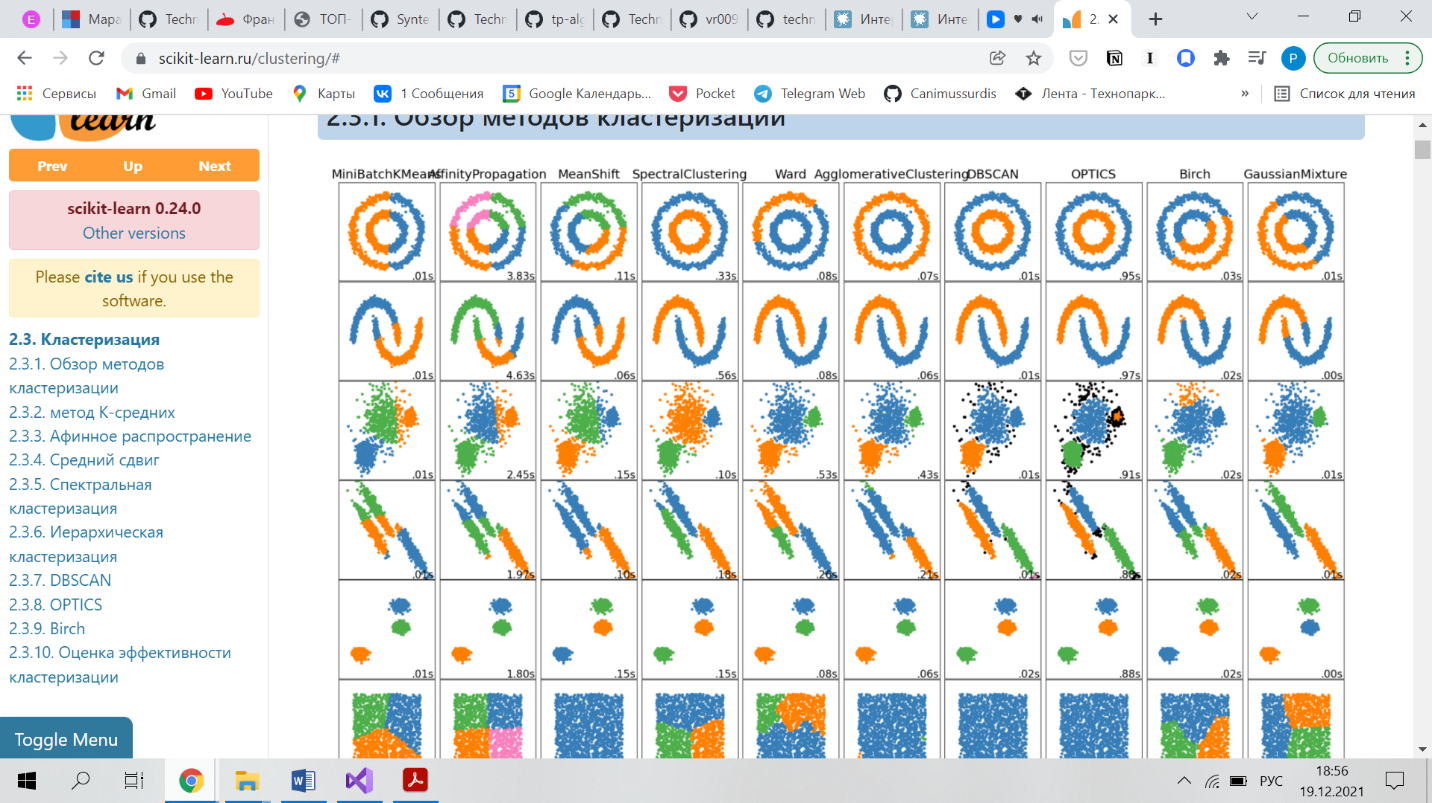 E Мара Techn Фран ТОП- Synte Techn tp-alg Techn vr009 techn Инте Инте 2.
scikit-learn.ru/clustering/#
P Обновить
Сервисы Gmail YouTube Карты 1 Сообщения Google Календарь... Pocket Telegram Web Canimussurdis Лента - Технопарк... » Список для чтения
learn
Prev Up Next
scikit-learn 0.24.0
Other versions
Please cite us if you use the
software.
2.3. Кластеризация
2.3.1. Обзор методов
кластеризации
2.3.2. метод K-средних
2.3.3. Афинное распространение
2.3.4. Средний сдвиг
2.3.5. Спектральная
кластеризация
2.3.6. Иерархическая
кластеризация
2.3.7. DBSCAN
2.3.8. OPTICS
2.3.9. Birch
2.3.10. Оценка эффективности
кластеризации
Toggle Menu
2.3.1. Обзор методов кластеризации
MiniBatchKMeans AffinityPropagation MeanShift SpectralClustering Ward AgglomerativeClustering DBSCAN OPTICS Birch GaussianMixture
.01s 3.83s .11s .33s .08s .07s .01s .95s .03s .01s
.01s 4.63s .06s .56s .08s .06s .01s .97s .02s .00s
.01s 2.45s .15s .10s .53s .43s .01s .91s .02s .01s
.01s 1.97s .10s .18s .26s .21s .01s .02s .01s
.01s 1.80s .15s .15s .08s .06s .02s .88s .02s .00s
РУС 18:56
19.12.2021